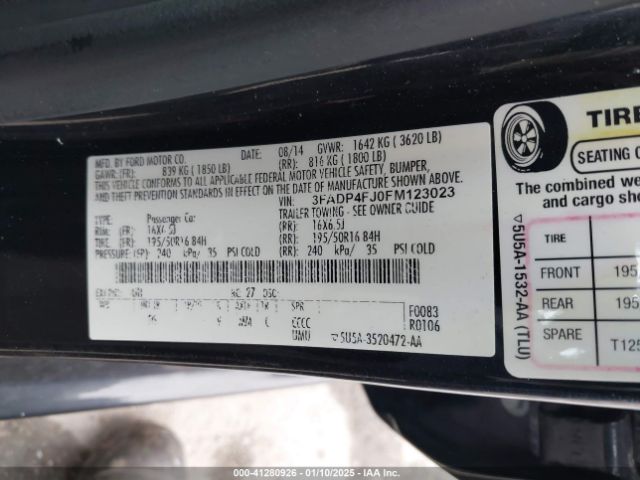 MFD. BY FORD MOTOR CO.
DATE: 08/14 GVWR: 1642 KG ( 3620 LB)
GAWR: (FR): 839 KG ( 1850 LB) (RR): 816 KG ( 1800 LB)
THIS VEHICLE CONFORMS TO ALL APPLICABLE FEDERAL MOTOR VEHICLE SAFETY, BUMPER,
AND THEFT PREVENTION STANDARDS IN EFFECT ON THE DATE OF MANUFACTURE SHOWN ABOVE.
VIN: 3FADP4FJ0FM123023
TYPE: Passenger Car TRAILER TOWING - SEE OWNER GUIDE
RIM: (FR) 16X6.5J (RR): 16X6.5J
TIRE: (FR) 195/50R16 84H (RR): 195/50R16 84H
PRESSURE:(SP): 240 kPa/ 35 PSI COLD (RR): 240 kPa/ 35 PSI COLD
27 DSO:
SPR
F0083
R0106
UMU
5U5A-3520472-AA
TIRE
SEATING
The combined we
and cargo sho
5U5A-1532-AA (TLU)
TIRE
FRONT 195
REAR 195
SPARE T125
000-41280926 - 01/10/2025 - IAA Inc.